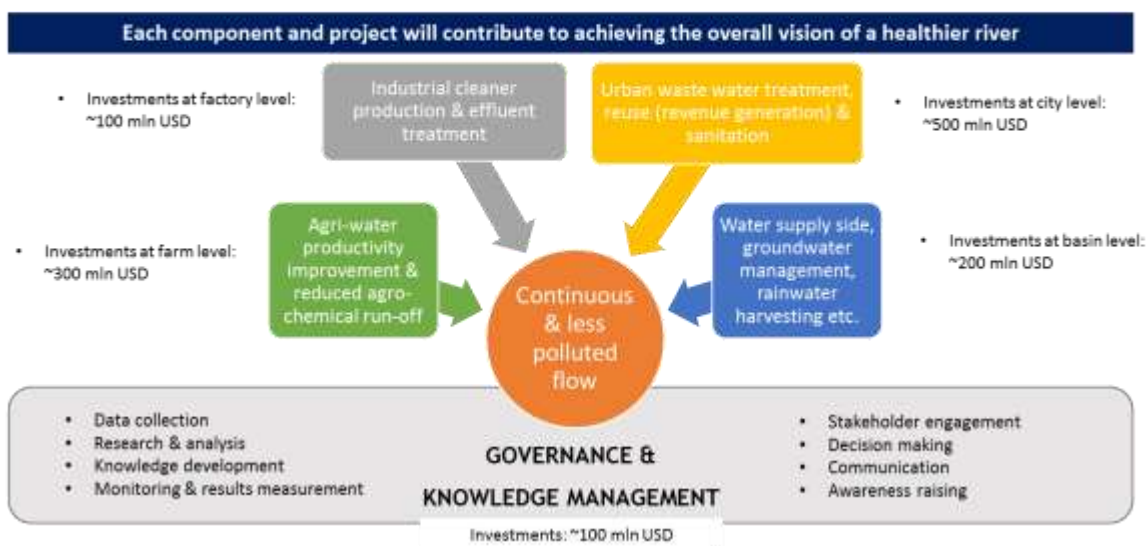 Each component and project will contribute to achieving the overall vision of a healthier river
• Investments at factory level:
~100 mln USD
Industrial cleaner
production & effluent
treatment
Urban waste water treatment,
reuse (revenue generation) &
sanitation
• Investments at city level:
~500 mln USD
• Investments at farm level:
~300 mln USD
Agri-water
productivity
improvement &
reduced agro-
chemical run-off
Continuous
& less
polluted
flow
Water supply side,
groundwater
management,
rainwater
harvesting etc.
• Investments at basin level:
~200 mln USD
• Data collection
• Research & analysis
• Knowledge development
• Monitoring & results measurement
GOVERNANCE &
KNOWLEDGE MANAGEMENT
• Stakeholder engagement
• Decision making
• Communication
• Awareness raising
Investments: ~100 mln USD